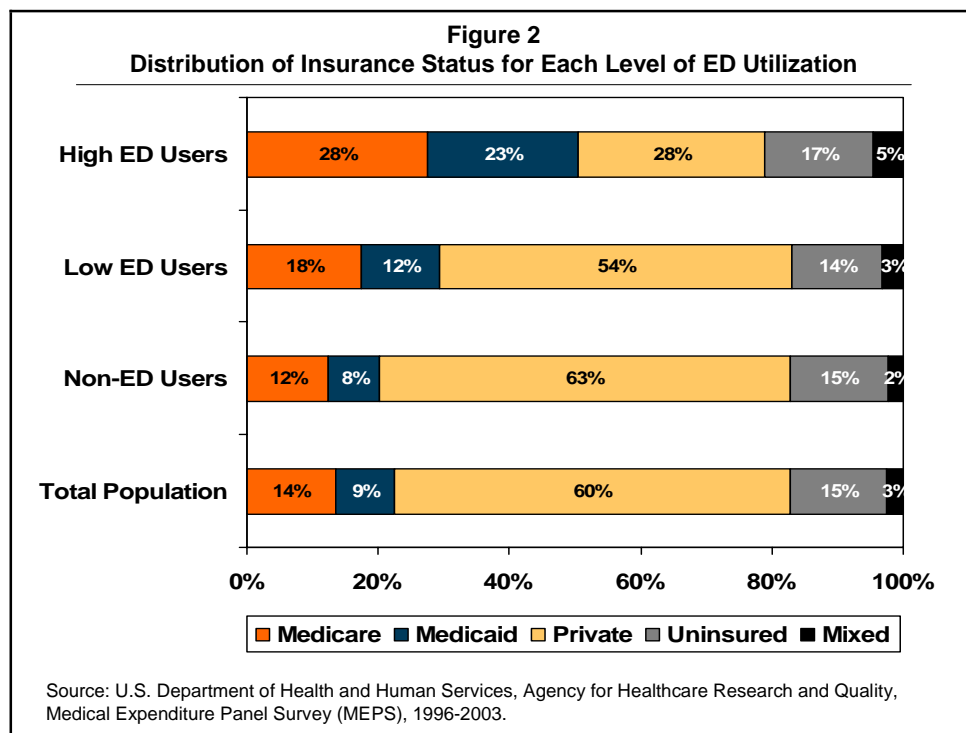 Figure 2
Distribution of Insurance Status for Each Level of ED Utilization
High ED Users
28% 23% 28% 17% 5%
Low ED Users
18% 12% 54% 14% 3%
Non-ED Users
12% 8% 63% 15% 2%
Total Population
14% 9% 60% 15% 3%
0% 20% 40% 60% 80% 100%
Medicare Medicaid Private Uninsured Mixed
Source: U.S. Department of Health and Human Services, Agency for Healthcare Research and Quality,
Medical Expenditure Panel Survey (MEPS), 1996-2003.